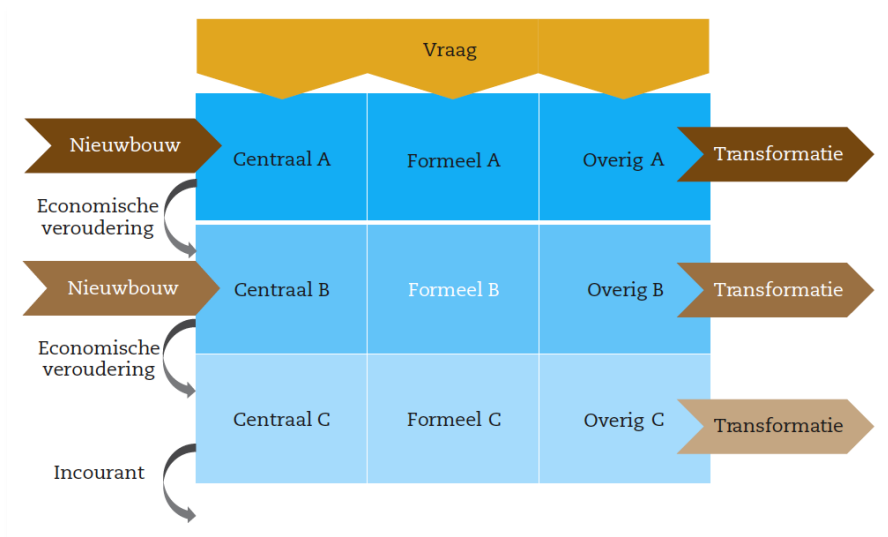 Vraag
Nieuwbouw
Centraal A
Formeel A
Overig A
Transformatie
Economische
veroudering
Nieuwbouw
Centraal B
Formeel B
Overig B
Transformatie
Economische
veroudering
Centraal C
Formeel C
Overig C
Transformatie
Incourant